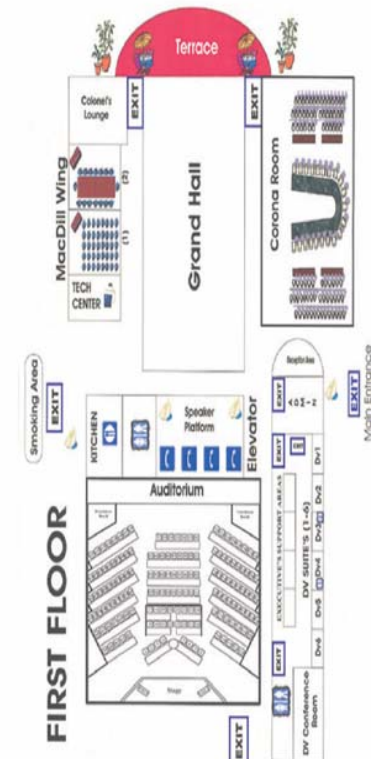 Terrace
Colonel's
Lounge
EXIT
EXIT
MacDill Wing
(2)
(1)
TECH
CENTER
Grand Hall
Corona Room
Smoking Area
EXIT
KITCHEN
Speaker
Platform
Elevator
Reception Area
EXIT
ADMIN
EXIT
Main Entrance
EXIT
EXIT
FIRST FLOOR
Auditorium
Stage
EXECUTIVE'S SUPPORT AREAS
DV SUITE'S (1-6)
Dv1
Dv2
Dv3
Dv4
Dv5
Dv6
EXIT
DV Conference
Room
EXIT